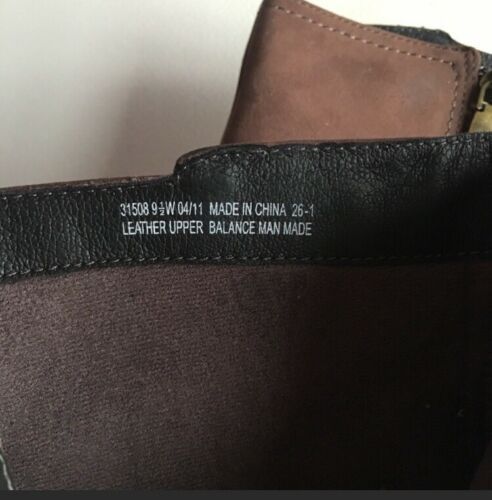 31508 9½W 04/11 MADE IN CHINA 26-1
LEATHER UPPER BALANCE MAN MADE